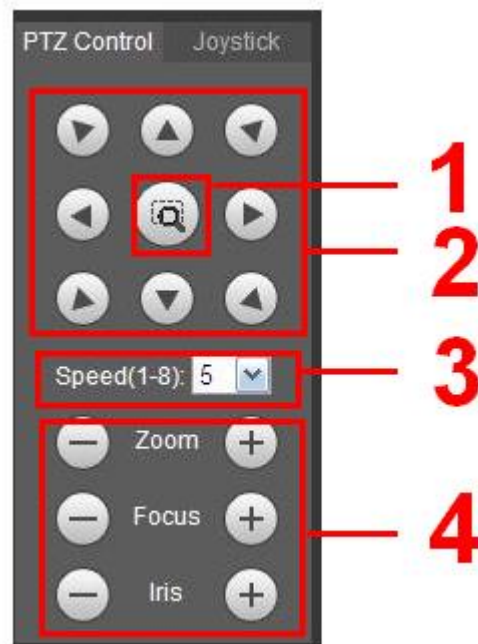 PTZ Control Joystick
1
2
Speed(1-8): 5
3
Zoom
Focus
4
Iris